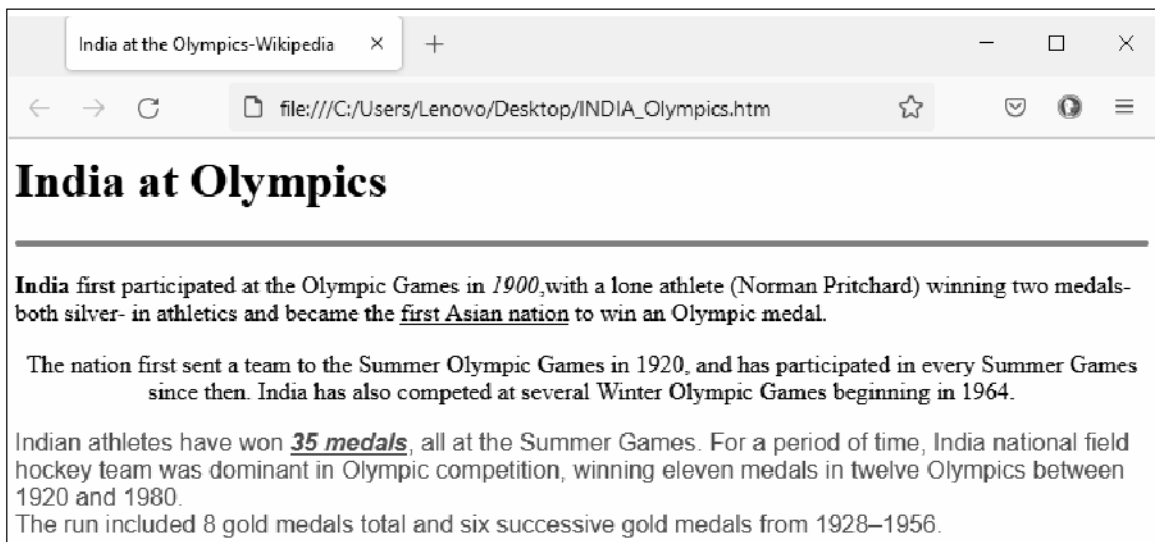 India at the Olympics-Wikipedia
file:///C:/Users/Lenovo/Desktop/INDIA_Olympics.htm
India at Olympics
India first participated at the Olympic Games in 1900,with a lone athlete (Norman Pritchard) winning two medals-
both silver- in athletics and became the first Asian nation to win an Olympic medal.
The nation first sent a team to the Summer Olympic Games in 1920, and has participated in every Summer Games
since then. India has also competed at several Winter Olympic Games beginning in 1964.
Indian athletes have won 35 medals, all at the Summer Games. For a period of time, India national field
hockey team was dominant in Olympic competition, winning eleven medals in twelve Olympics between
1920 and 1980.
The run included 8 gold medals total and six successive gold medals from 1928–1956.